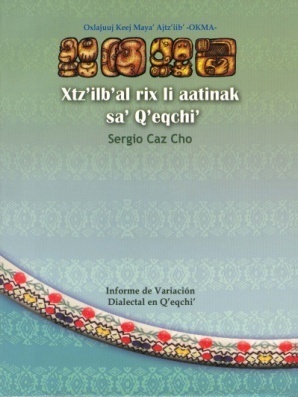 Oxlajuuj Keej Maya' Ajtz'iib' -OKMA-
Xtz'ilb'al rix li aatinak
sa' Q'eqchi'
Sergio Caz Cho
Informe de Variación
Dialectal en Q'eqchi'